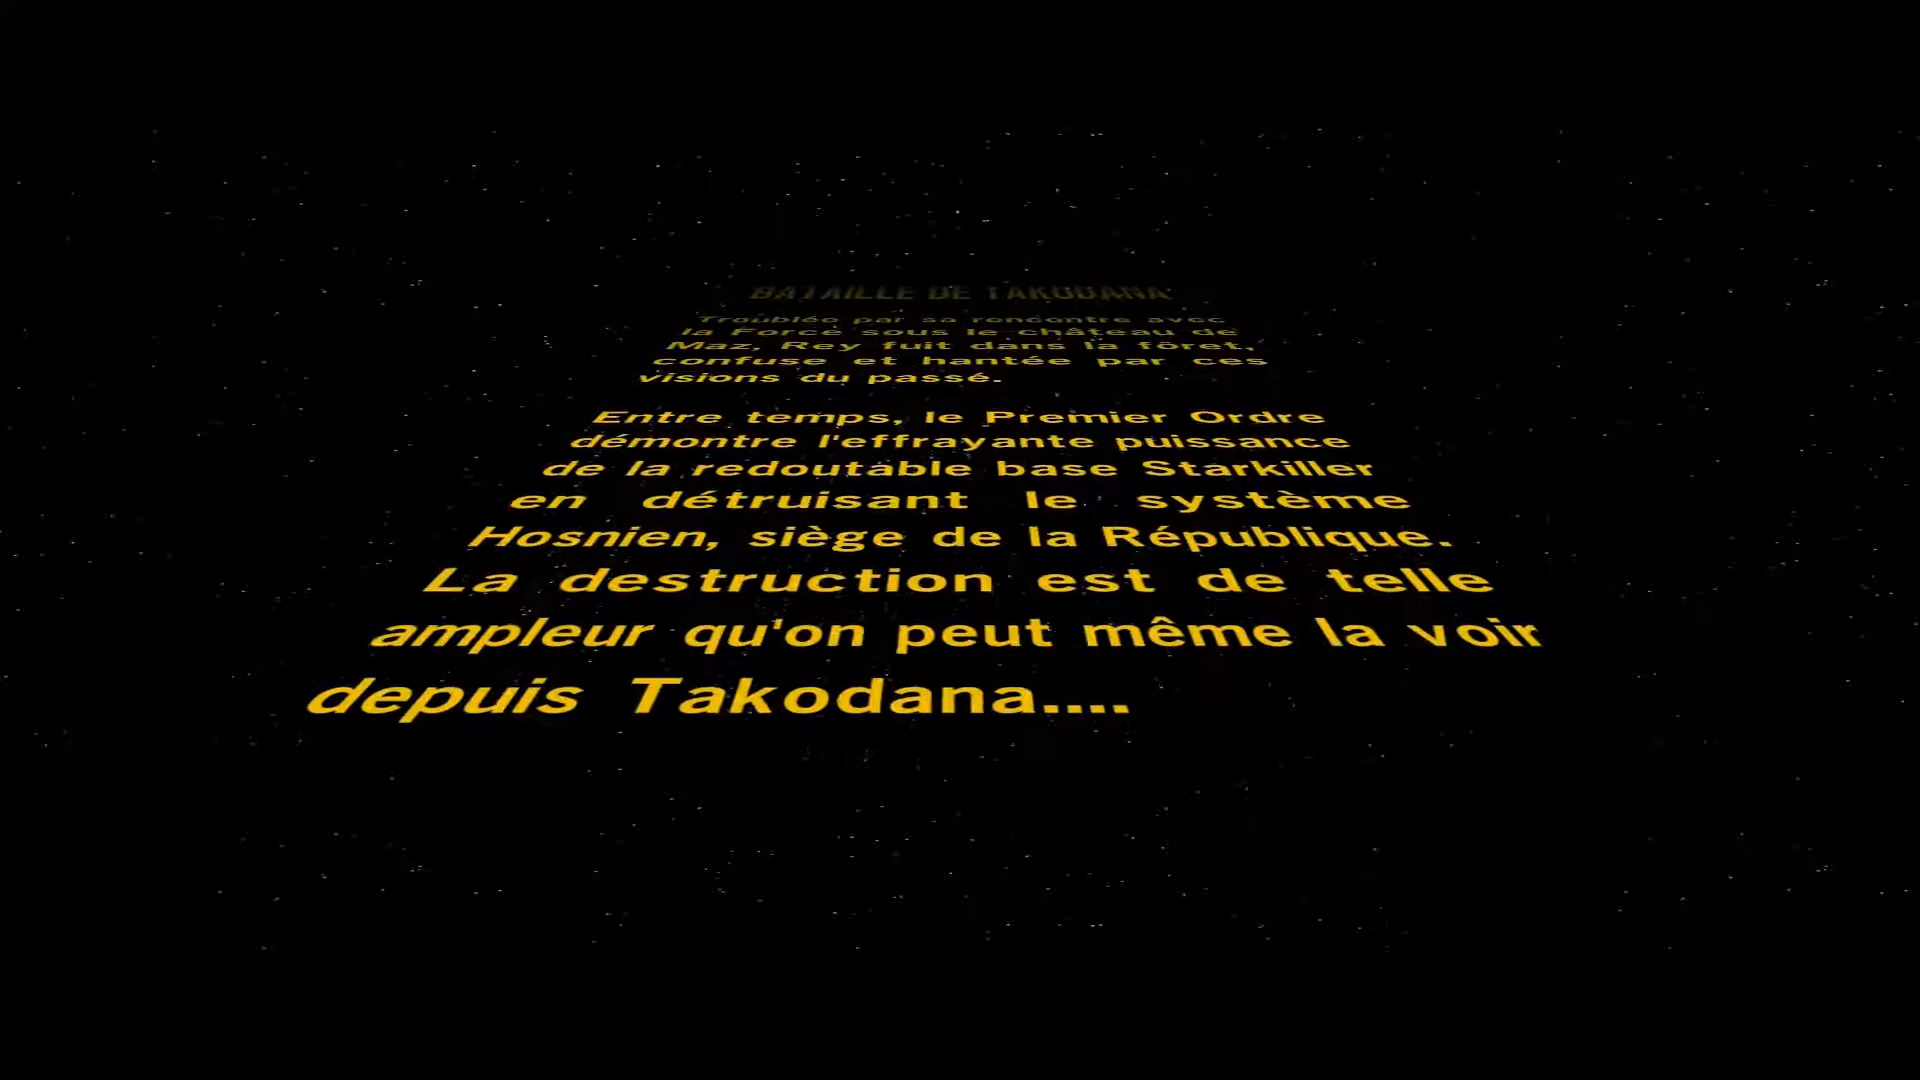 BATAILLE DE TAKODANA
Troublée par sa rencontre avec
la Force sous le château de
Maz, Rey fuit dans la fôret,
confuse et hantée par ces
visions du passé.
Entre temps, le Premier Ordre
démontre l'effrayante puissance
de la redoutable base Starkiller
en détruisant le système
Hosnien, siège de la République.
La destruction est de telle
ampleur qu'on peut même la voir
depuis Takodana....